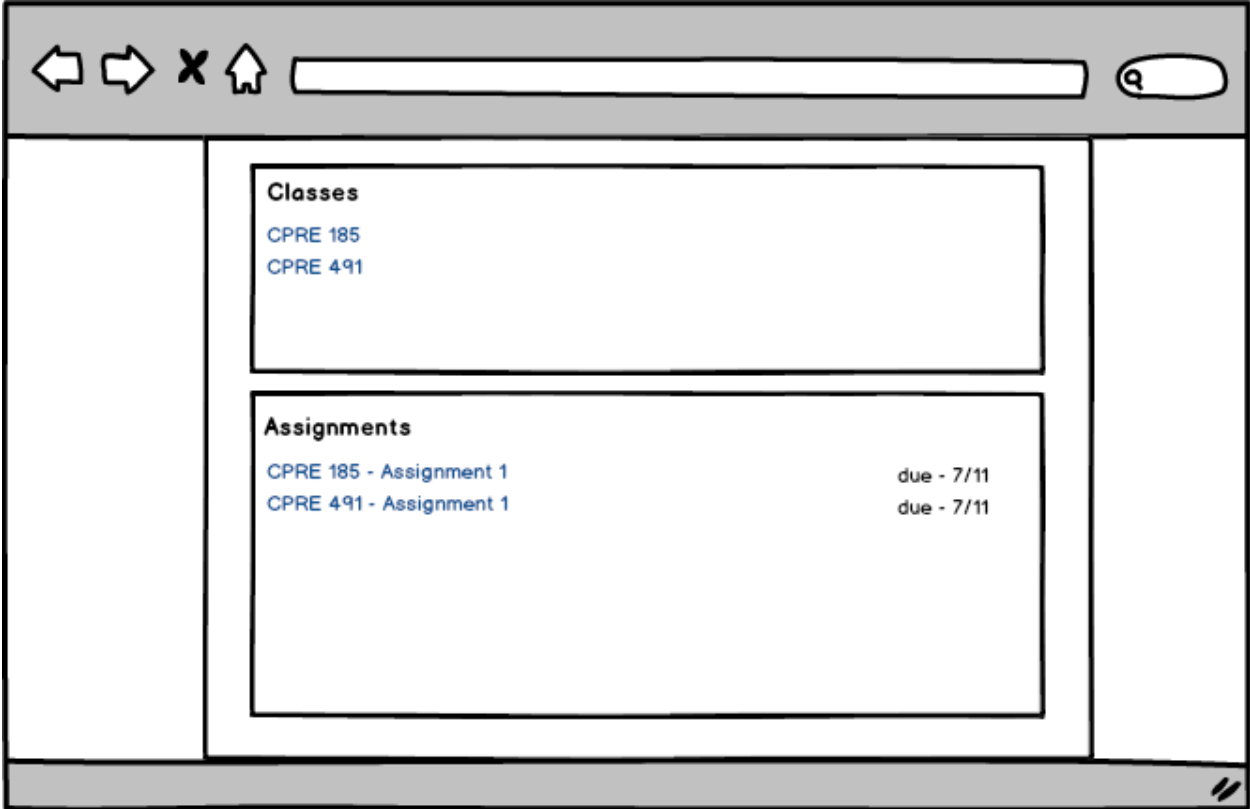 Classes
CPRE 185
CPRE 491
Assignments
CPRE 185 - Assignment 1 due - 7/11
CPRE 491 - Assignment 1 due - 7/11